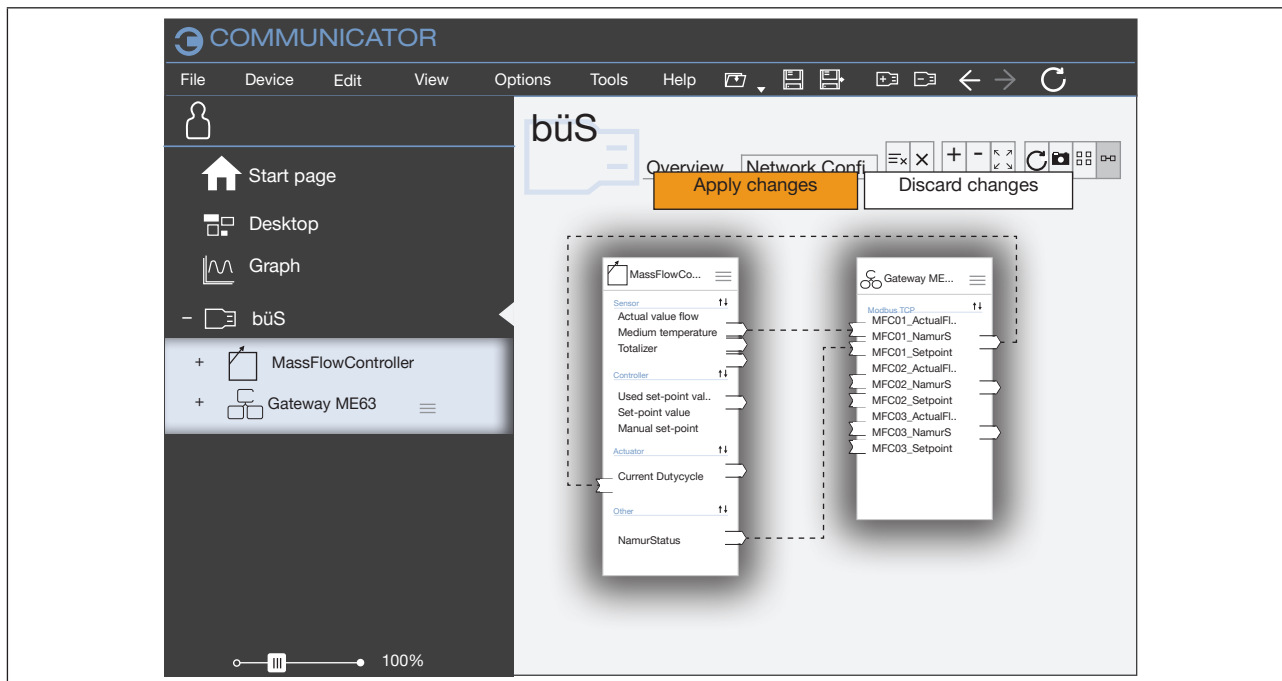 COMMUNICATOR
File Device Edit View Options Tools Help
büS
Overview Network Confi
Apply changes Discard changes
Start page
Desktop
Graph
büS
MassFlowController
Gateway ME63
100%
MassFlowCo...
Sensor
Actual value flow
Medium temperature
Totalizer
Controller
Used set-point val..
Set-point value
Manual set-point
Actuator
Current Dutycycle
Other
NamurStatus
Gateway ME...
Modbus TCP
MFC01_ActualFl..
MFC01_NamurS
MFC01_Setpoint
MFC02_ActualFl..
MFC02_NamurS
MFC02_Setpoint
MFC03_ActualFl..
MFC03_NamurS
MFC03_Setpoint